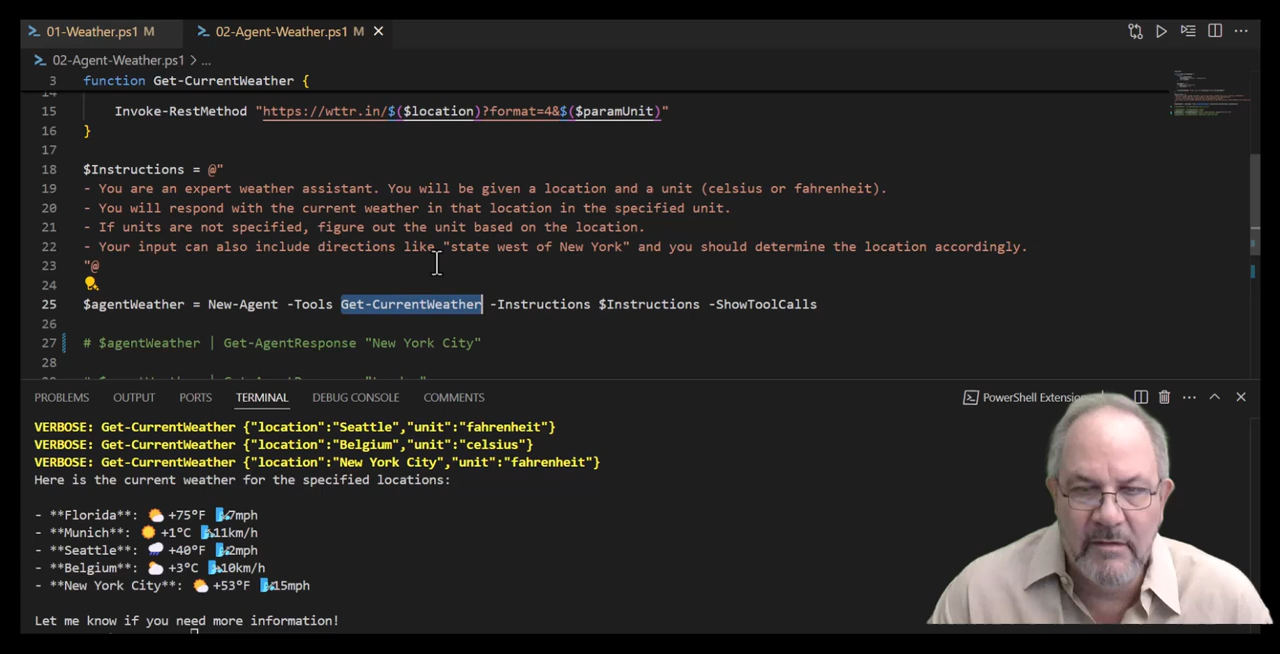 01-Weather.ps1 M
02-Agent-Weather.ps1 M
02-Agent-Weather.ps1 > ...
3 function Get-CurrentWeather {
14
15 Invoke-RestMethod "https://wttr.in/$($location)?format=4&$($paramUnit)"
16 }
17
18 $Instructions = @"
19 - You are an expert weather assistant. You will be given a location and a unit (celsius or fahrenheit).
20 - You will respond with the current weather in that location in the specified unit.
21 - If units are not specified, figure out the unit based on the location.
22 - Your input can also include directions like "state west of New York" and you should determine the location accordingly.
23 "@
24
25 $agentWeather = New-Agent -Tools Get-CurrentWeather -Instructions $Instructions -ShowToolCalls
26
27 # $agentWeather | Get-AgentResponse "New York City"
28
PROBLEMS OUTPUT PORTS TERMINAL DEBUG CONSOLE COMMENTS PowerShell Extension
VERBOSE: Get-CurrentWeather {"location":"Seattle","unit":"fahrenheit"}
VERBOSE: Get-CurrentWeather {"location":"Belgium","unit":"celsius"}
VERBOSE: Get-CurrentWeather {"location":"New York City","unit":"fahrenheit"}
Here is the current weather for the specified locations:
- **Florida**: 🌤 +75°F 🌬7mph
- **Munich**: ☀ +1°C 🌬11km/h
- **Seattle**: 🌧 +40°F 🌬2mph
- **Belgium**: 🌥 +3°C 🌬10km/h
- **New York City**: 🌤 +53°F 🌬15mph
Let me know if you need more information!